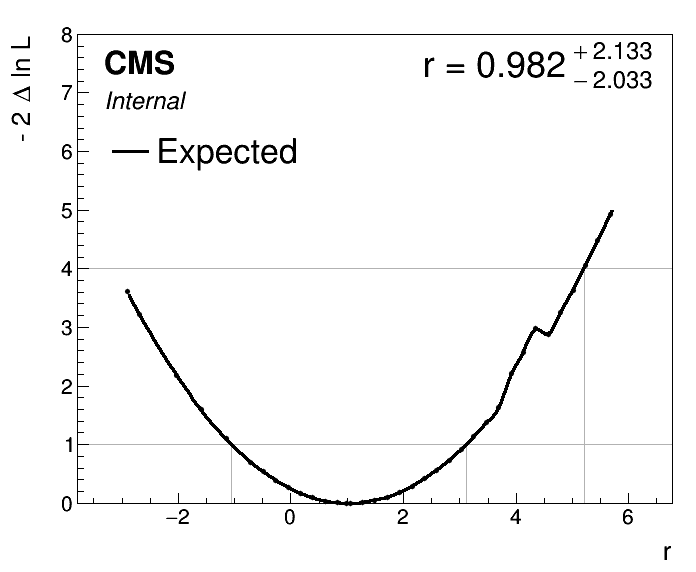 - 2 Δ ln L
CMS
Internal
r = 0.982 +2.133 −2.033
Expected
8
7
6
5
4
3
2
1
0
−2 0 2 4 6
r